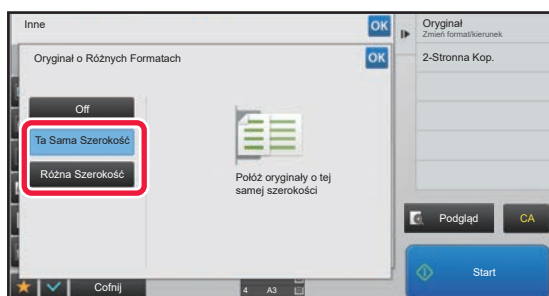 Inne
OK
Oryginał
Zmień format/kierunek
Oryginał o Różnych Formatach
OK
2-Stronna Kop.
Off
Ta Sama Szerokość
Różna Szerokość
Połóż oryginały o tej
samej szerokości
Podgląd
CA
Start
Cofnij
4 A3